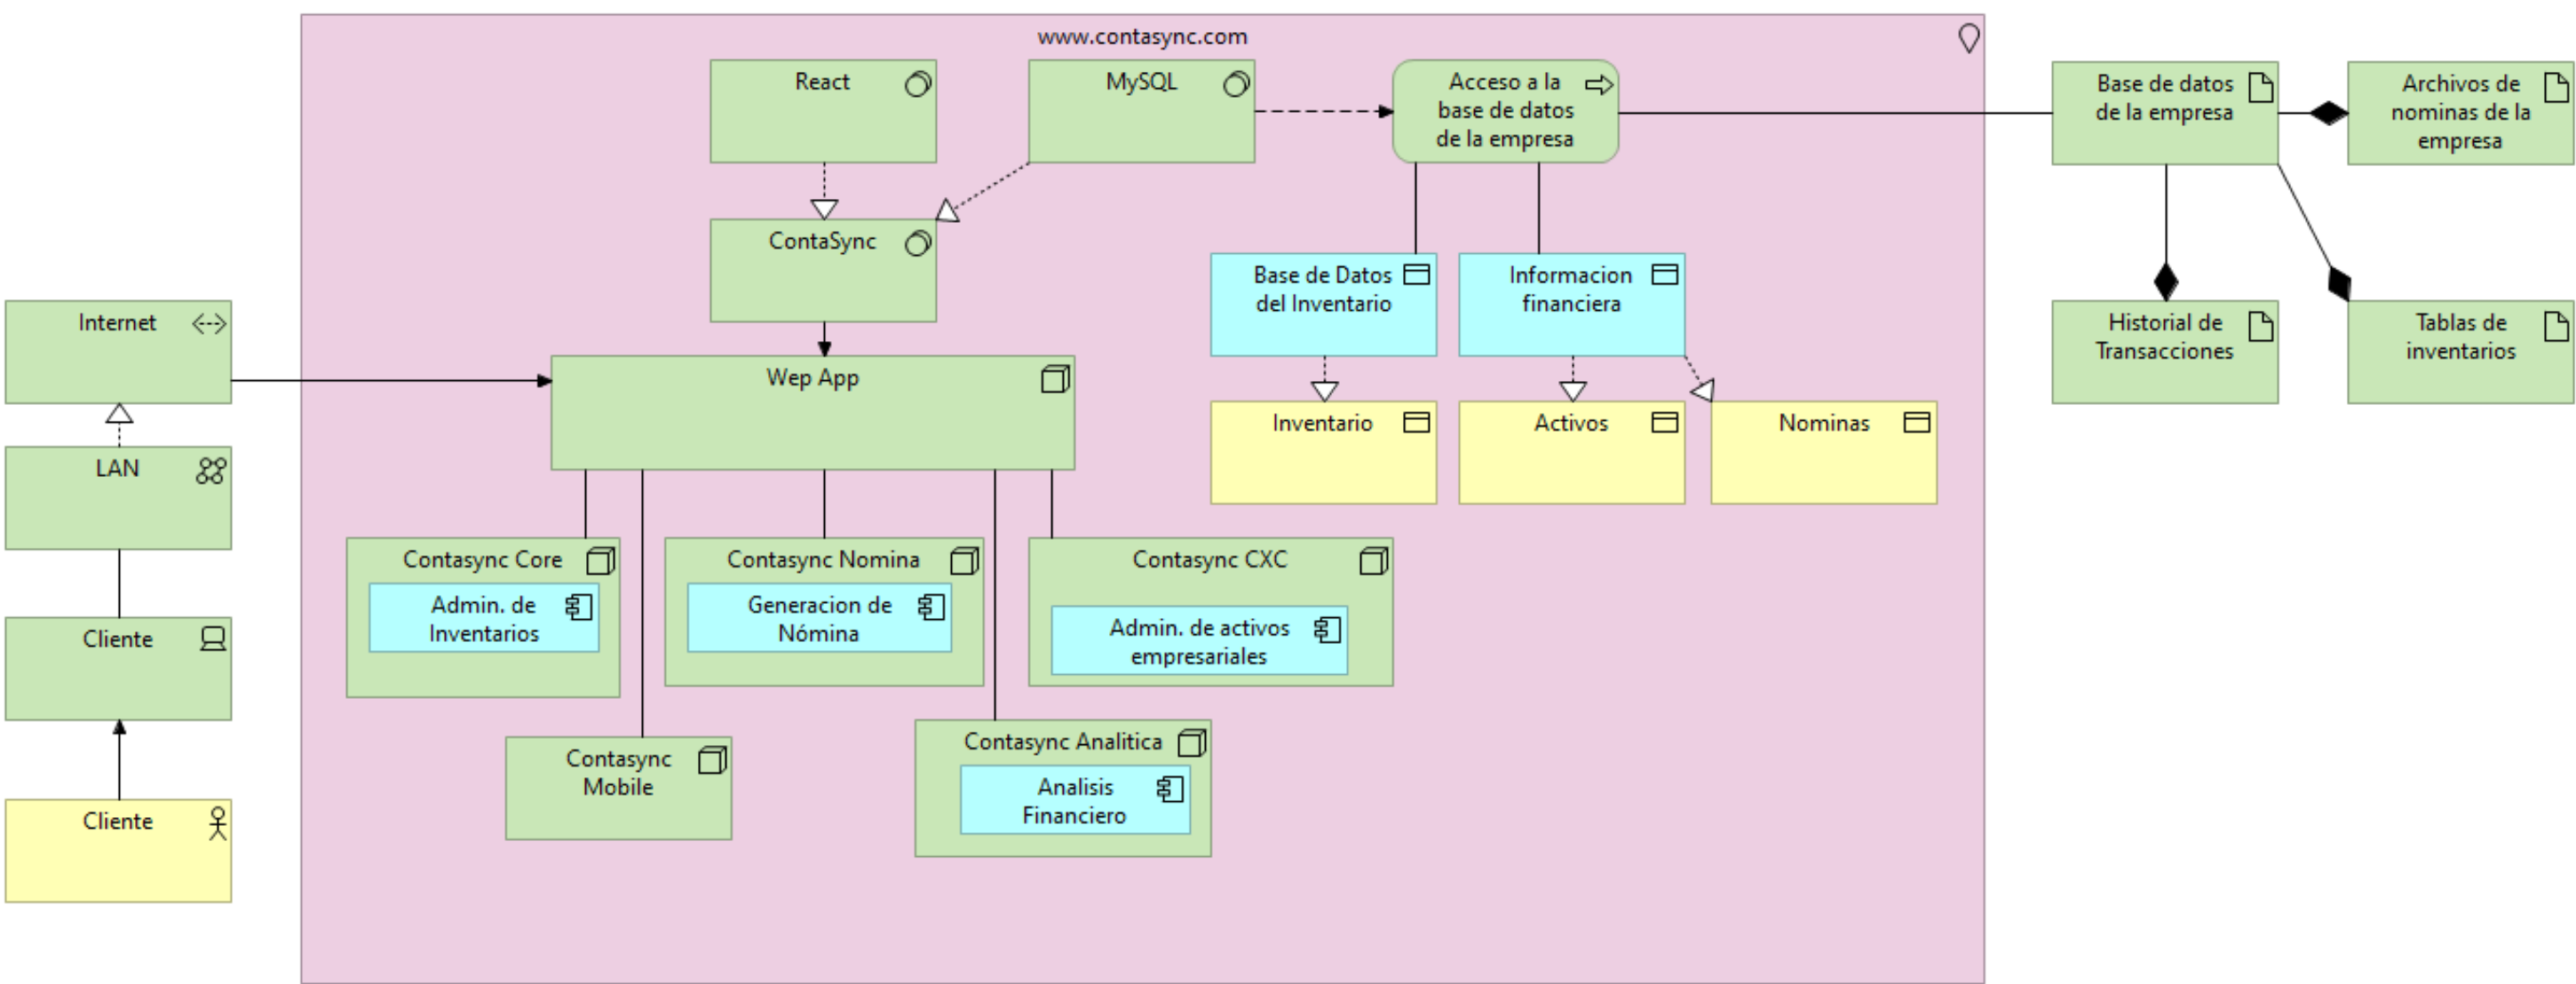 www.contasync.com
React
MySQL
Acceso a la
base de datos
de la empresa
Base de datos
de la empresa
Archivos de
nominas de la
empresa
ContaSync
Base de Datos
del Inventario
Informacion
financiera
Internet
Historial de
Transacciones
Tablas de
inventarios
Wep App
Inventario
Activos
Nominas
LAN
Contasync Core
Admin. de
Inventarios
Contasync Nomina
Generacion de
Nómina
Contasync CXC
Admin. de activos
empresariales
Cliente
Contasync
Mobile
Contasync Analitica
Analisis
Financiero
Cliente